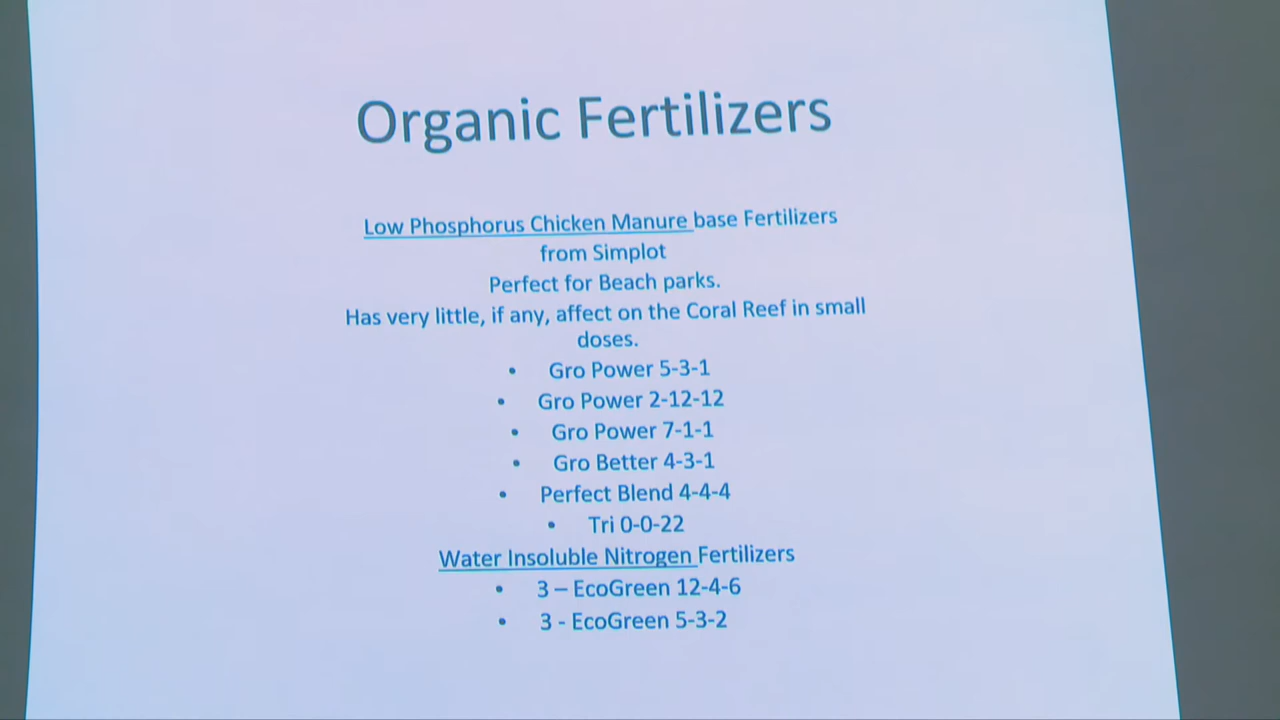 Organic Fertilizers
Low Phosphorus Chicken Manure base Fertilizers
from Simplot
Perfect for Beach parks.
Has very little, if any, affect on the Coral Reef in small
doses.
• Gro Power 5-3-1
• Gro Power 2-12-12
• Gro Power 7-1-1
• Gro Better 4-3-1
• Perfect Blend 4-4-4
• Tri 0-0-22
Water Insoluble Nitrogen Fertilizers
• 3 – EcoGreen 12-4-6
• 3 - EcoGreen 5-3-2